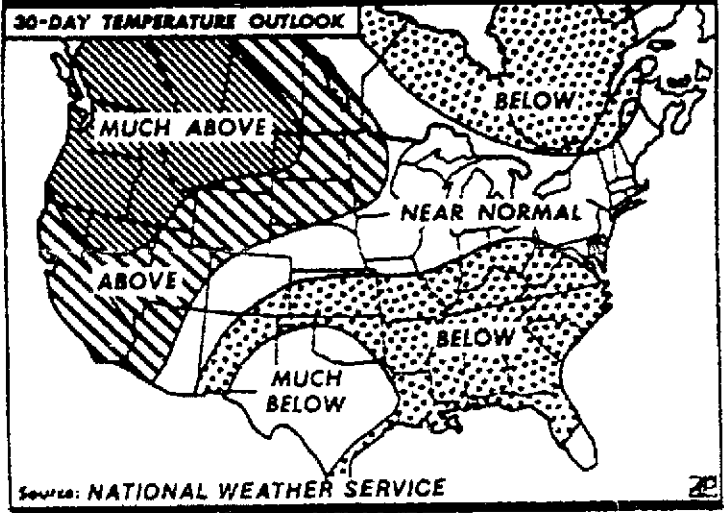 30-DAY TEMPERATURE OUTLOOK
BELOW
MUCH ABOVE
NEAR NORMAL
ABOVE
BELOW
MUCH
BELOW
Source: NATIONAL WEATHER SERVICE
AP